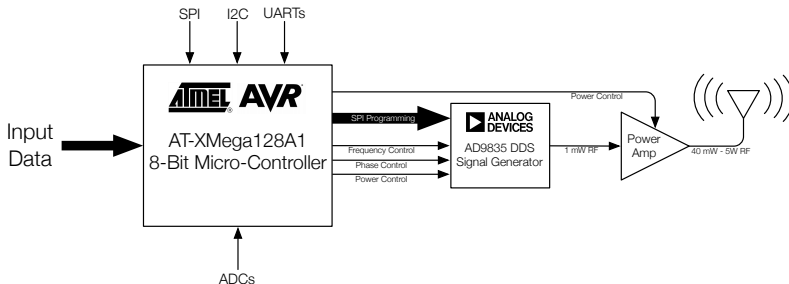 SPI I2C UARTs
ATMEL® AVR®
Power Control
Input
Data
AT-XMega128A1
8-Bit Micro-Controller
SPI Programming
Frequency Control
Phase Control
Power Control
ANALOG
DEVICES
AD9835 DDS
Signal Generator
1 mW RF
Power
Amp
40 mW - 5W RF
ADCs